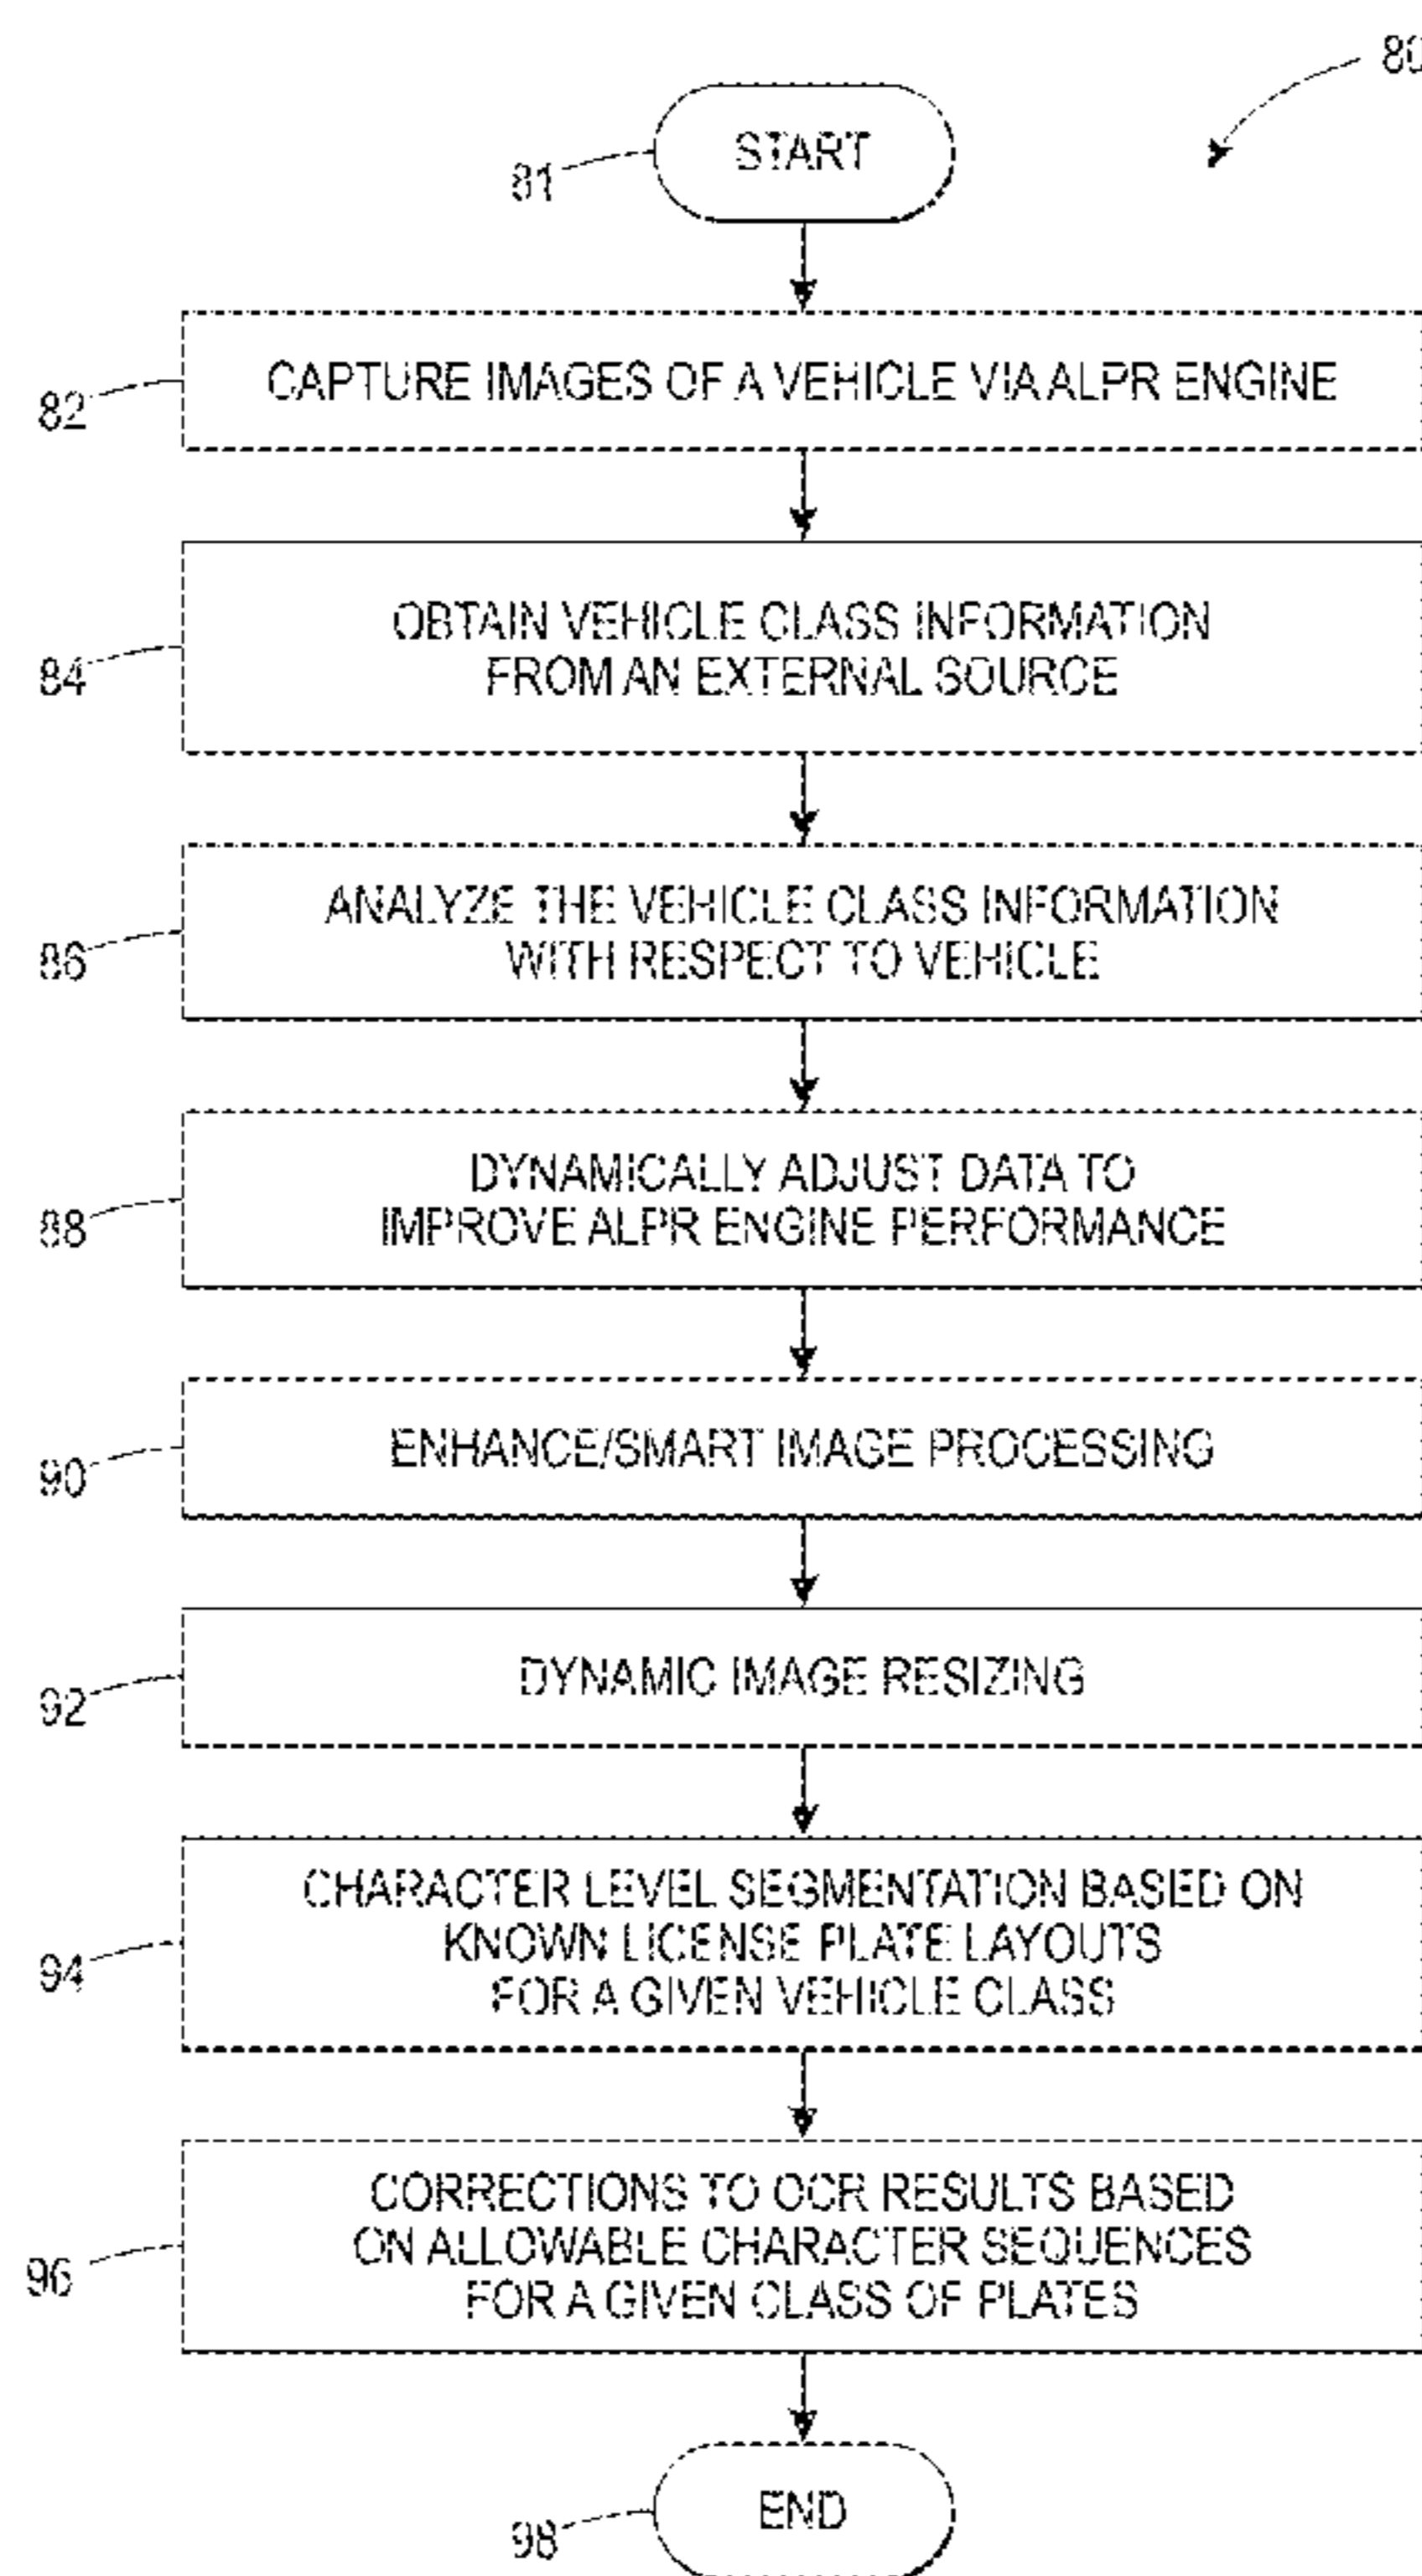 80
START
81
CAPTURE IMAGES OF A VEHICLE VIA ALPR ENGINE
82
OBTAIN VEHICLE CLASS INFORMATION
FROM AN EXTERNAL SOURCE
84
ANALYZE THE VEHICLE CLASS INFORMATION
WITH RESPECT TO VEHICLE
86
DYNAMICALLY ADJUST DATA TO
IMPROVE ALPR ENGINE PERFORMANCE
88
ENHANCE/SMART IMAGE PROCESSING
90
DYNAMIC IMAGE RESIZING
92
CHARACTER LEVEL SEGMENTATION BASED ON
KNOWN LICENSE PLATE LAYOUTS
FOR A GIVEN VEHICLE CLASS
94
CORRECTIONS TO OCR RESULTS BASED
ON ALLOWABLE CHARACTER SEQUENCES
FOR A GIVEN CLASS OF PLATES
96
END
98